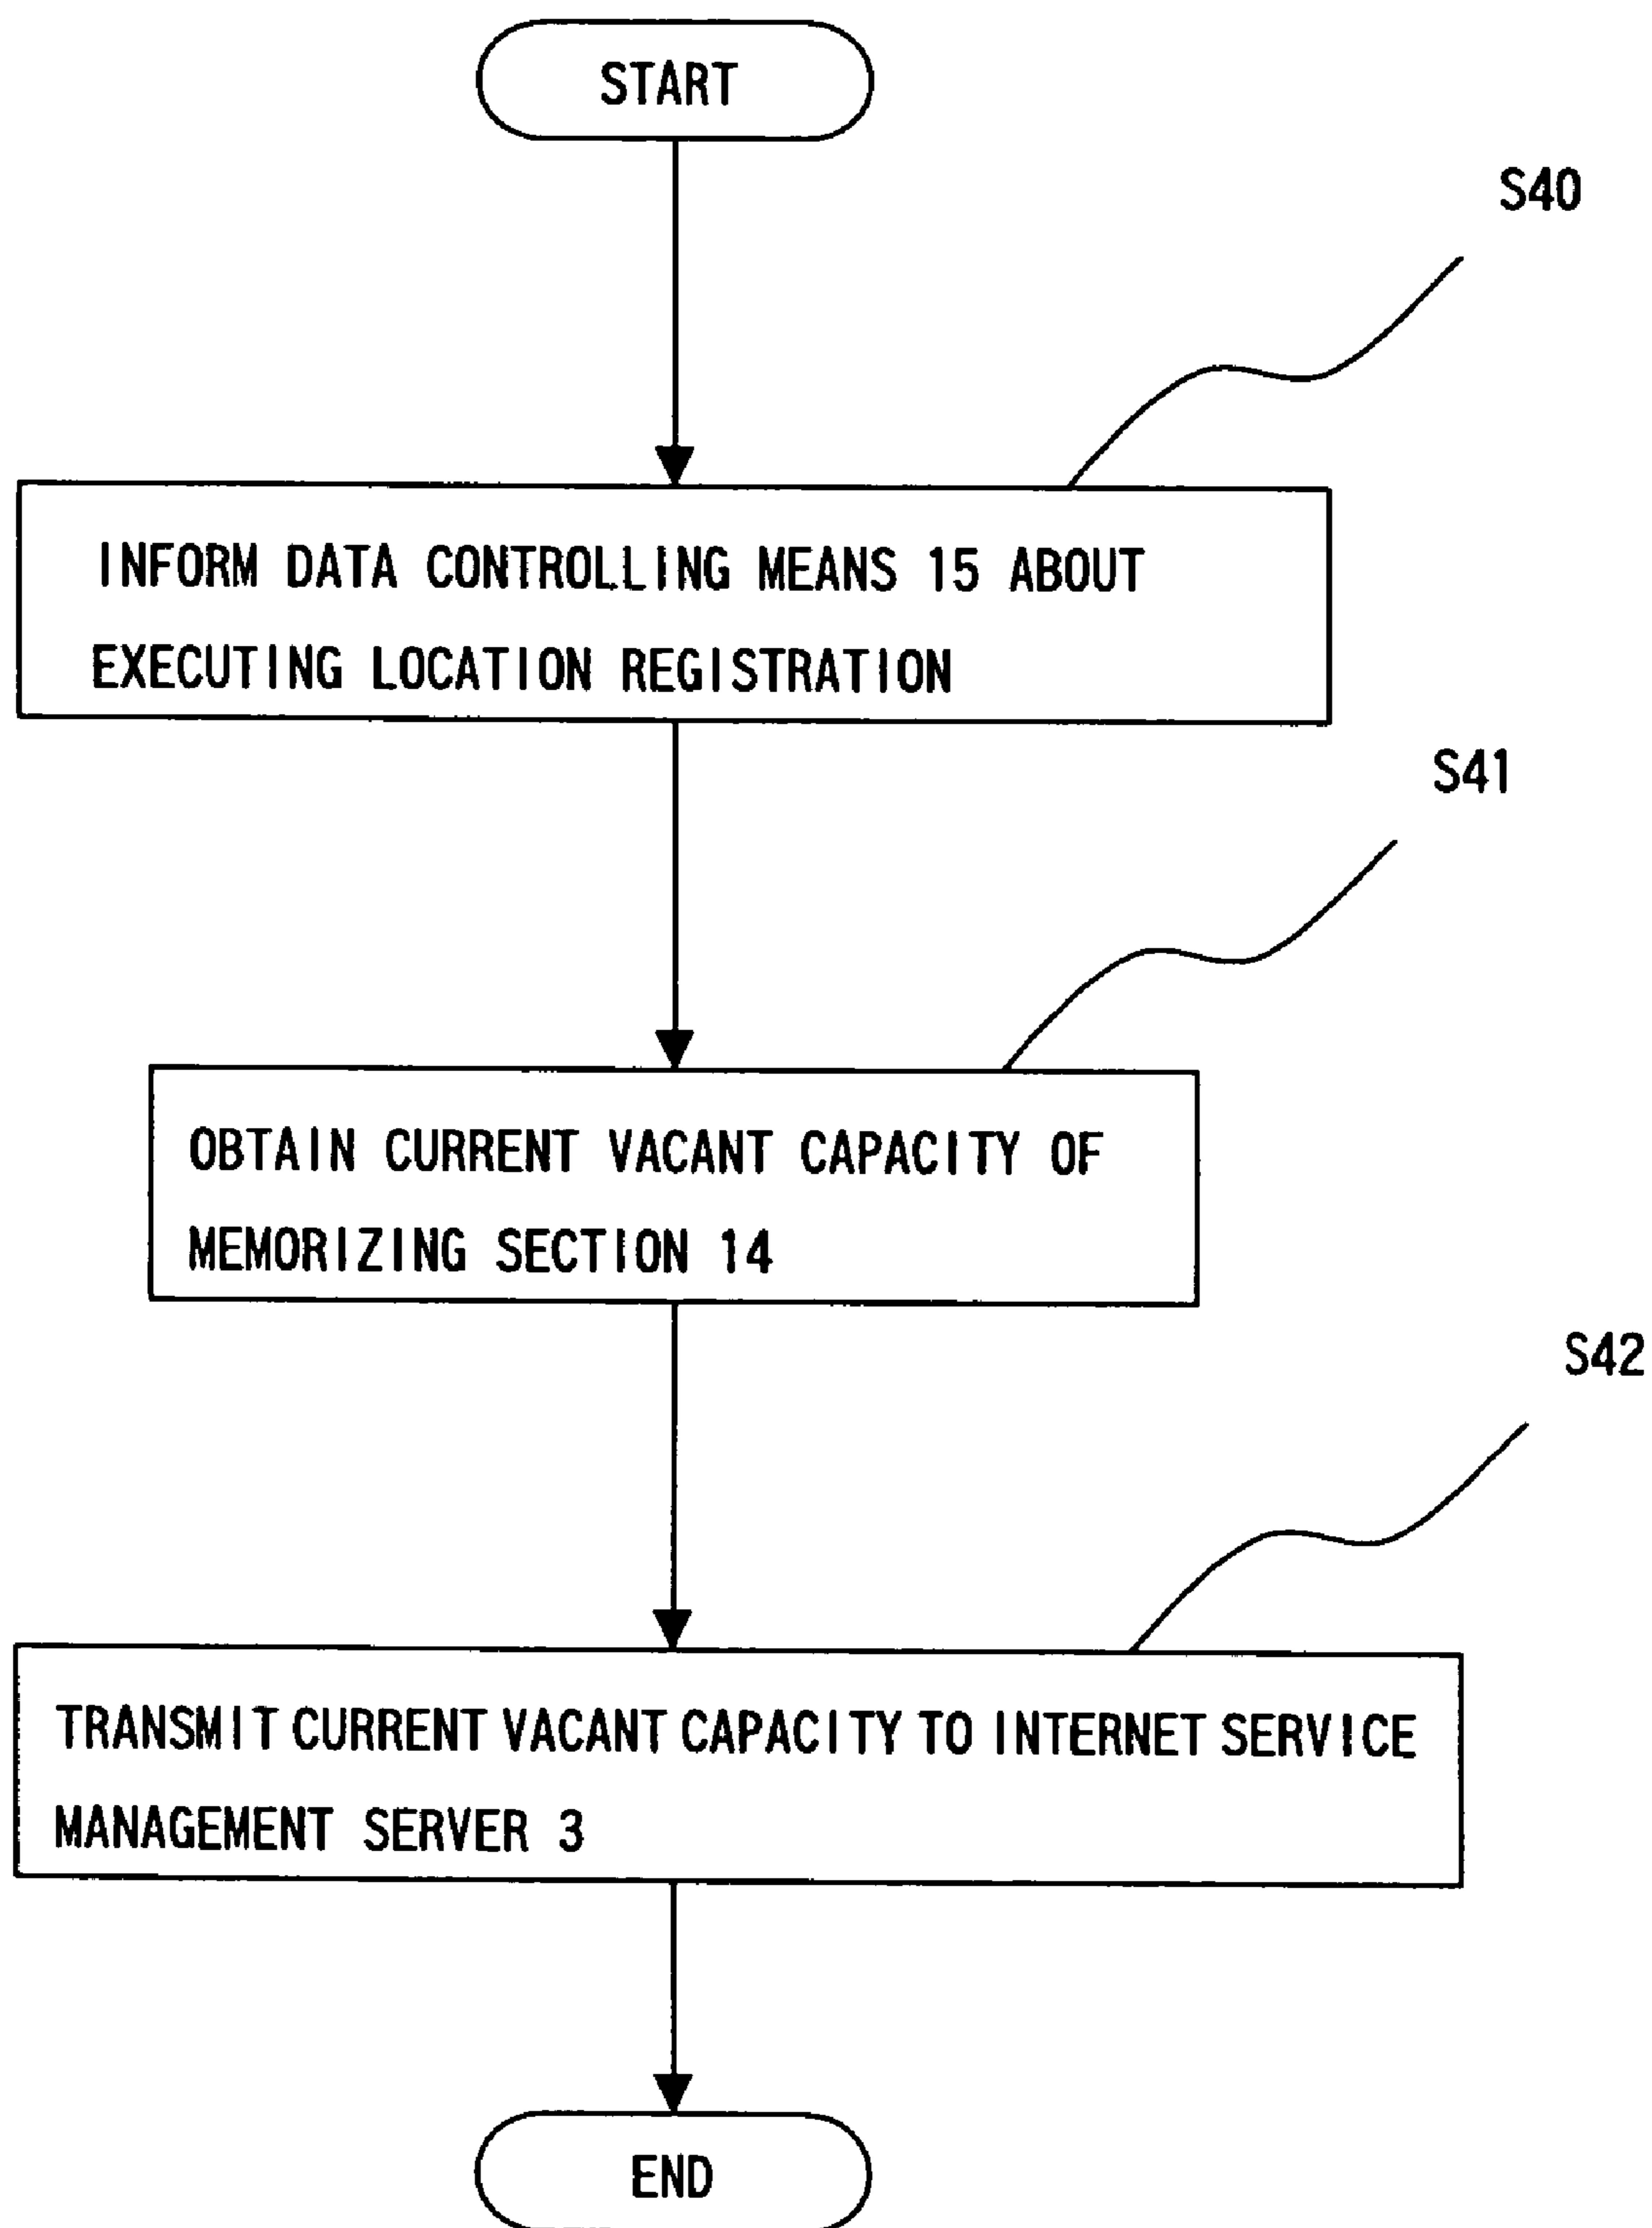 START
S40
INFORM DATA CONTROLLING MEANS 15 ABOUT
EXECUTING LOCATION REGISTRATION
S41
OBTAIN CURRENT VACANT CAPACITY OF
MEMORIZING SECTION 14
S42
TRANSMIT CURRENT VACANT CAPACITY TO INTERNET SERVICE
MANAGEMENT SERVER 3
END